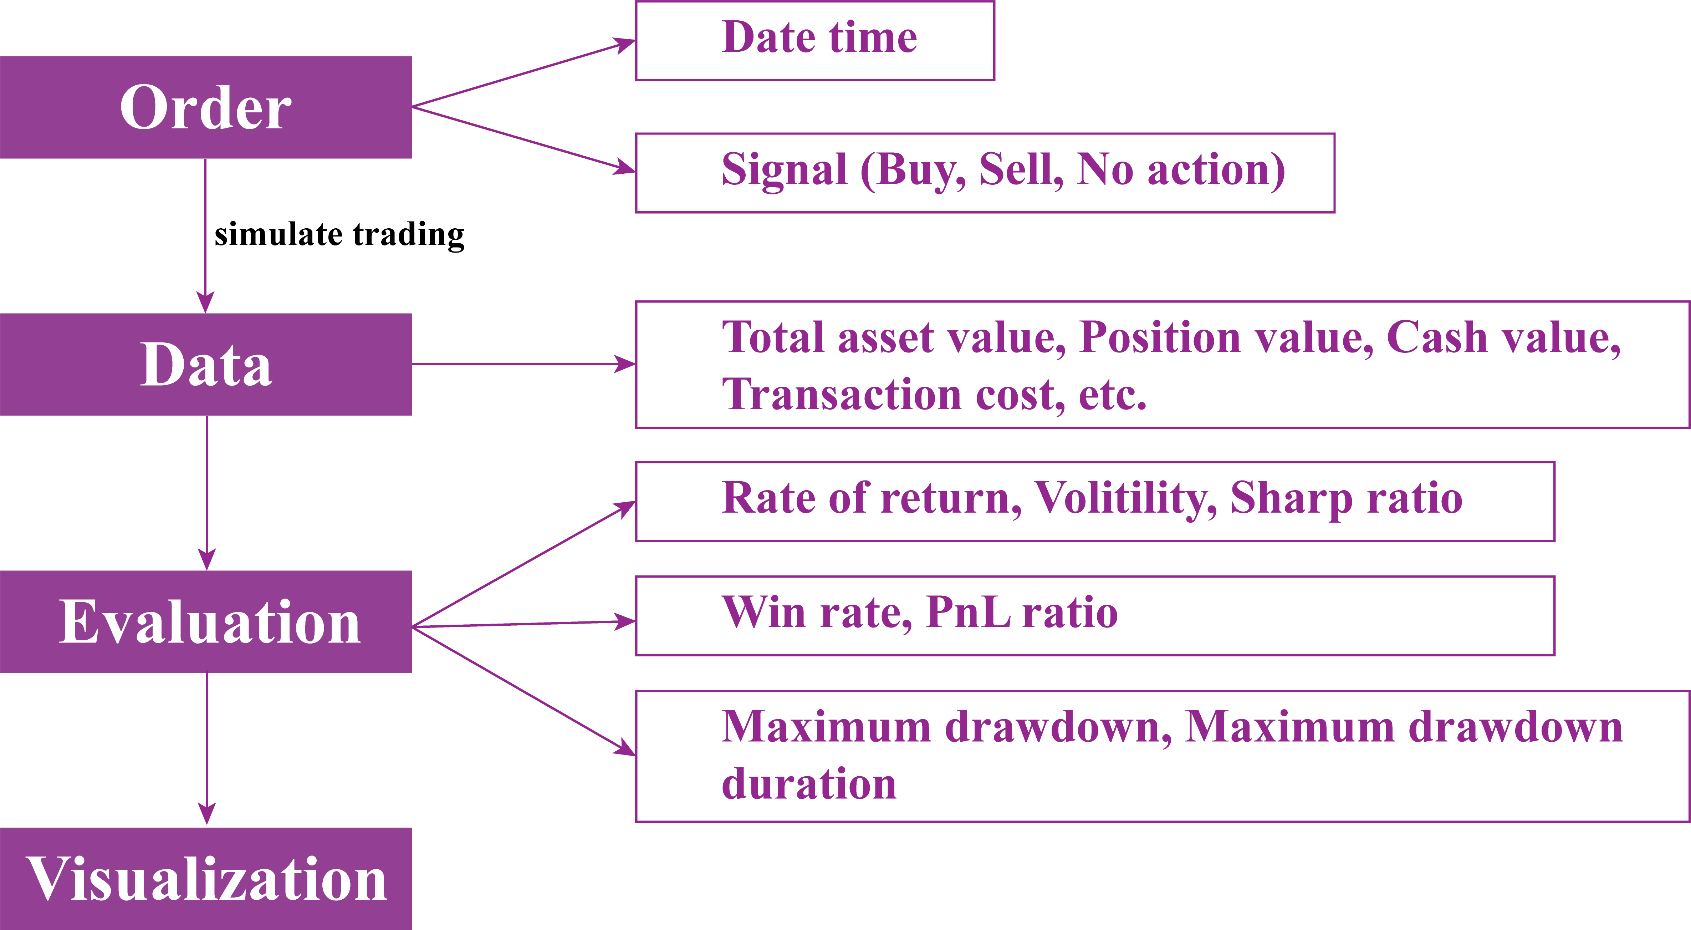 Order
Date time
Signal (Buy, Sell, No action)
simulate trading
Data
Total asset value, Position value, Cash value,
Transaction cost, etc.
Evaluation
Rate of return, Volitility, Sharp ratio
Win rate, PnL ratio
Maximum drawdown, Maximum drawdown
duration
Visualization